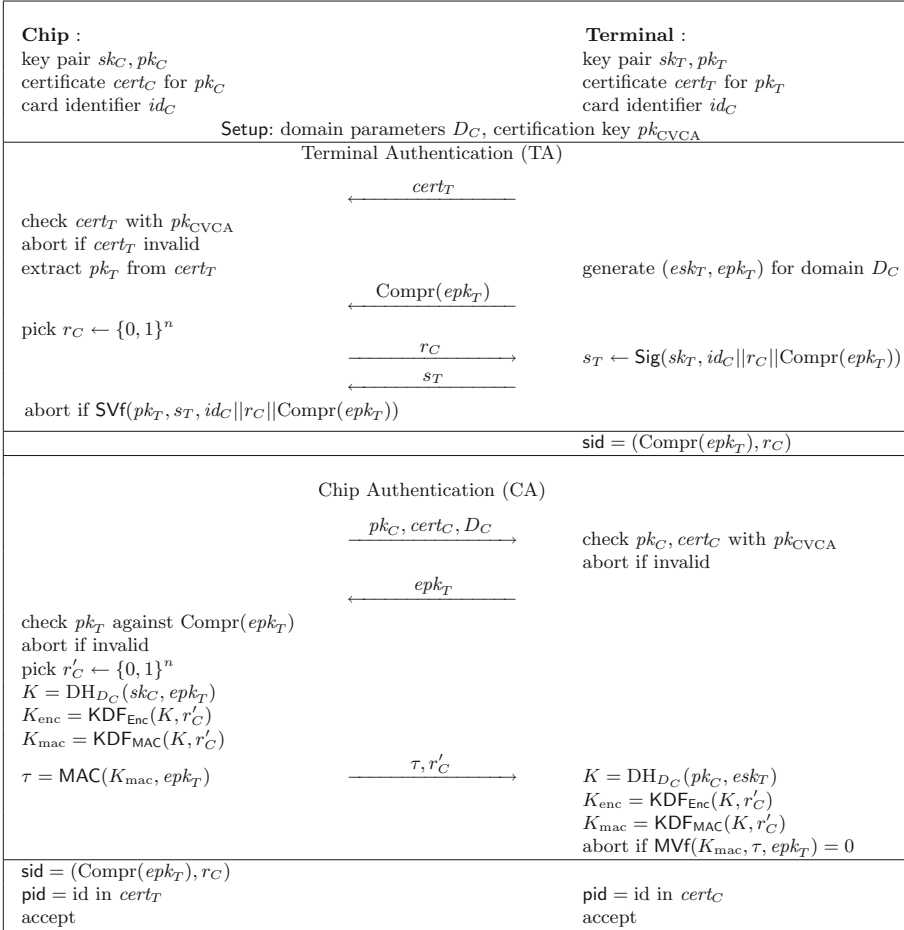 Chip : Terminal :
key pair sk_C, pk_C key pair sk_T, pk_T
certificate cert_C for pk_C certificate cert_T for pk_T
card identifier id_C card identifier id_C
Setup: domain parameters D_C, certification key pk_CVCA
Terminal Authentication (TA)
cert_T
←
check cert_T with pk_CVCA
abort if cert_T invalid
extract pk_T from cert_T generate (esk_T, epk_T) for domain D_C
Compr(epk_T)
←
pick r_C ← {0, 1}^n
r_C
→ s_T ← Sig(sk_T, id_C||r_C||Compr(epk_T))
s_T
←
abort if SVf(pk_T, s_T, id_C||r_C||Compr(epk_T))
sid = (Compr(epk_T), r_C)
Chip Authentication (CA)
pk_C, cert_C, D_C
→ check pk_C, cert_C with pk_CVCA
abort if invalid
epk_T
←
check pk_T against Compr(epk_T)
abort if invalid
pick r'_C ← {0, 1}^n
K = DH_{D_C}(sk_C, epk_T)
K_enc = KDF_Enc(K, r'_C)
K_mac = KDF_MAC(K, r'_C)
τ = MAC(K_mac, epk_T) τ, r'_C → K = DH_{D_C}(pk_C, esk_T)
K_enc = KDF_Enc(K, r'_C)
K_mac = KDF_MAC(K, r'_C)
abort if MVf(K_mac, τ, epk_T) = 0
sid = (Compr(epk_T), r_C)
pid = id in cert_T pid = id in cert_C
accept accept